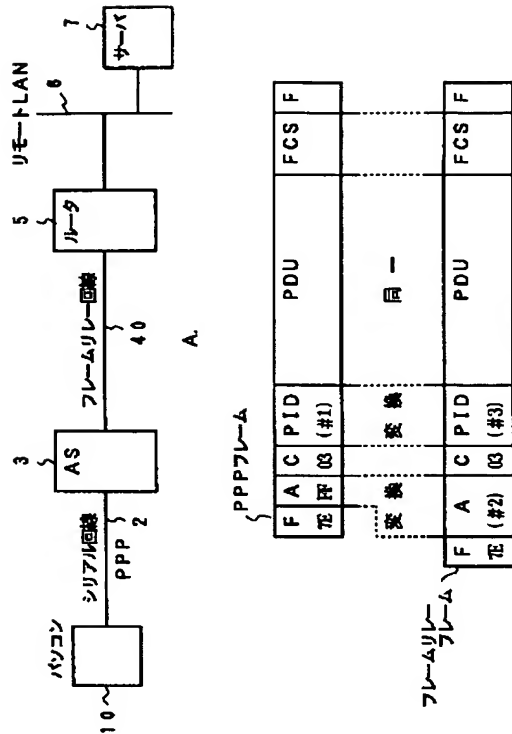 リモートLAN
パソコン
10
シリアル回線
PPP
2
3
AS
フレームリレー回線
40
5
ルータ
6
7
サーバ
A.
PPPフレーム
F A C PID PDU FCS F
7E FF 03 (#1)
変換 変換 同一
フレームリレー
フレーム
F A C PID PDU FCS F
7E (#2) 03 (#3)